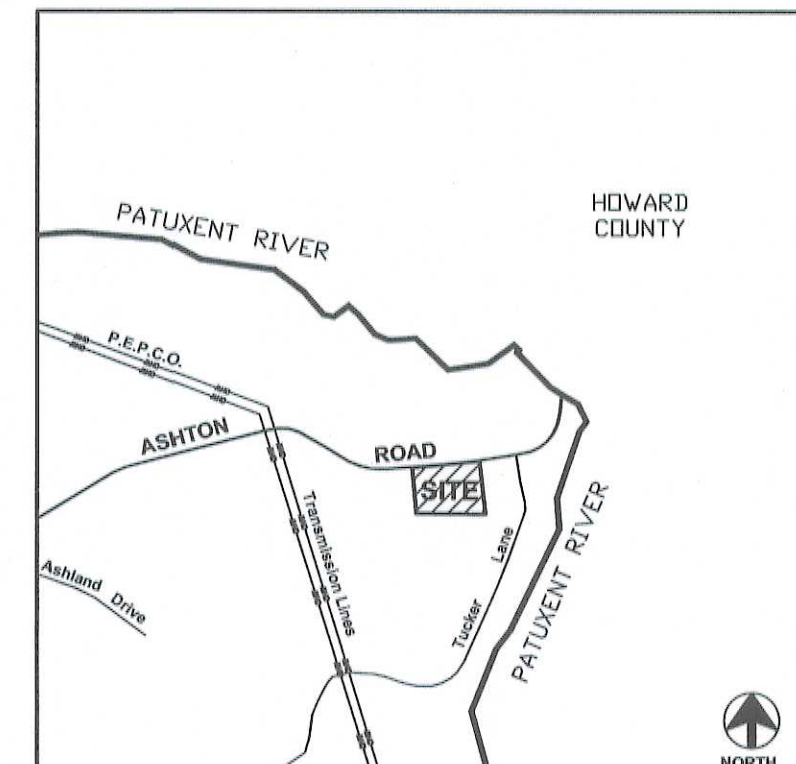 HOWARD
COUNTY
PATUXENT RIVER
P.E.P.C.O.
ASHTON ROAD
SITE
Transmission Lines
Tucker Lane
PATUXENT RIVER
Ashland Drive
NORTH